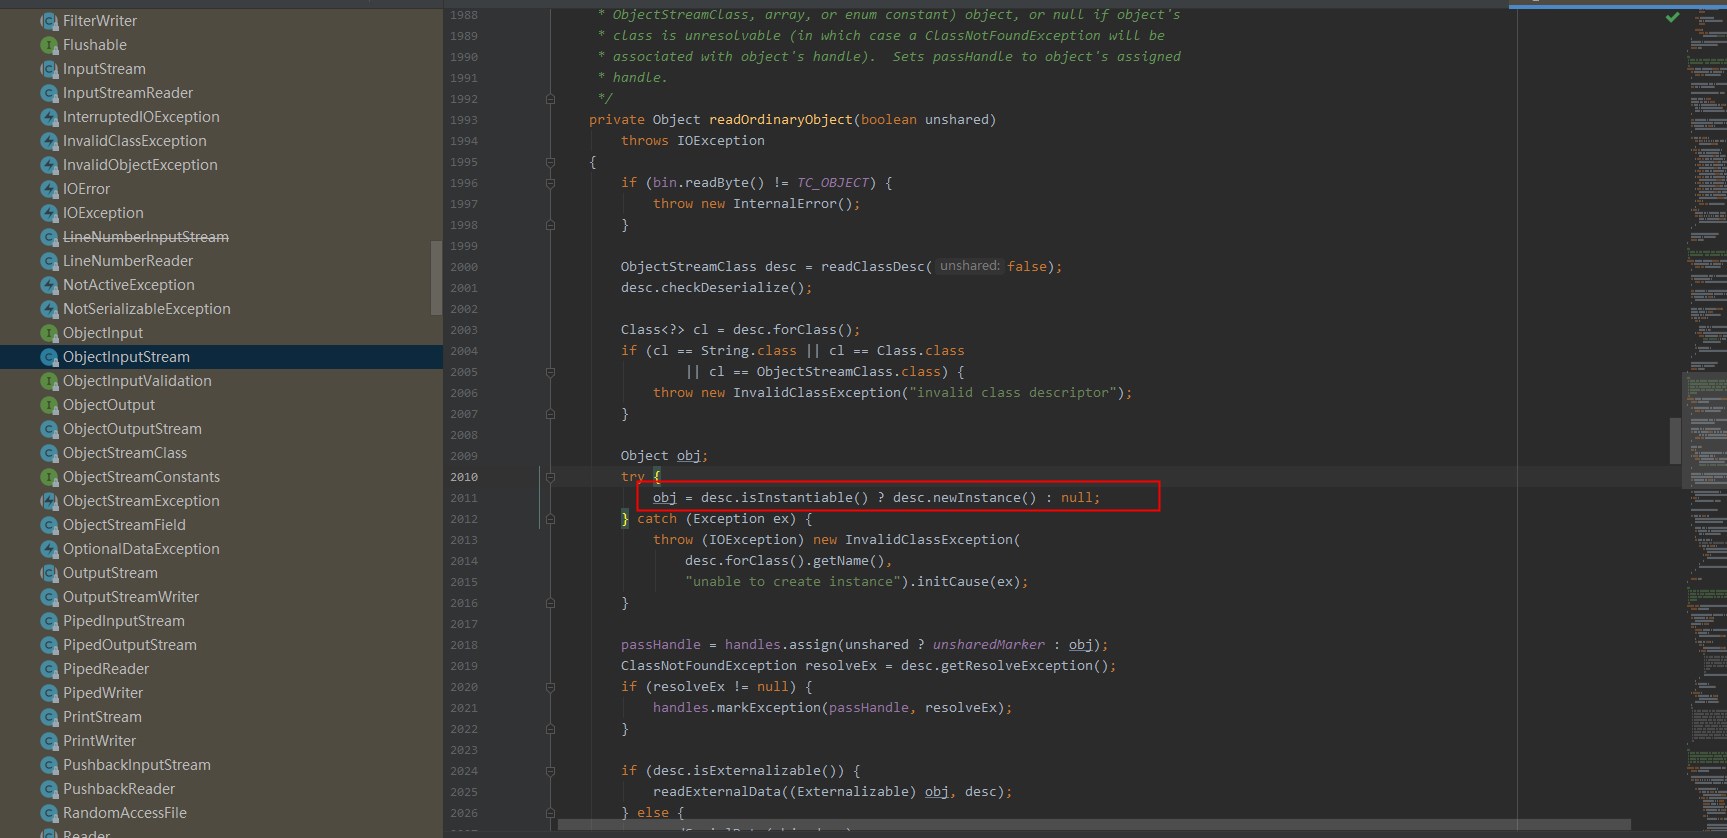 FilterWriter
Flushable
InputStream
InputStreamReader
InterruptedIOException
InvalidClassException
InvalidObjectException
IOError
IOException
LineNumberInputStream
LineNumberReader
NotActiveException
NotSerializableException
ObjectInput
ObjectInputStream
ObjectInputValidation
ObjectOutput
ObjectOutputStream
ObjectStreamClass
ObjectStreamConstants
ObjectStreamException
ObjectStreamField
OptionalDataException
OutputStream
OutputStreamWriter
PipedInputStream
PipedOutputStream
PipedReader
PipedWriter
PrintStream
PrintWriter
PushbackInputStream
PushbackReader
RandomAccessFile
Reader
1988 * ObjectStreamClass, array, or enum constant) object, or null if object's
1989 * class is unresolvable (in which case a ClassNotFoundException will be
1990 * associated with object's handle).  Sets passHandle to object's assigned
1991 * handle.
1992 */
1993 private Object readOrdinaryObject(boolean unshared)
1994 throws IOException
1995 {
1996 if (bin.readByte() != TC_OBJECT) {
1997 throw new InternalError();
1998 }
1999
2000 ObjectStreamClass desc = readClassDesc( unshared: false);
2001 desc.checkDeserialize();
2002
2003 Class<?> cl = desc.forClass();
2004 if (cl == String.class || cl == Class.class
2005 || cl == ObjectStreamClass.class) {
2006 throw new InvalidClassException("invalid class descriptor");
2007 }
2008
2009 Object obj;
2010 try {
2011 obj = desc.isInstantiable() ? desc.newInstance() : null;
2012 } catch (Exception ex) {
2013 throw (IOException) new InvalidClassException(
2014 desc.forClass().getName(),
2015 "unable to create instance").initCause(ex);
2016 }
2017
2018 passHandle = handles.assign(unshared ? unsharedMarker : obj);
2019 ClassNotFoundException resolveEx = desc.getResolveException();
2020 if (resolveEx != null) {
2021 handles.markException(passHandle, resolveEx);
2022 }
2023
2024 if (desc.isExternalizable()) {
2025 readExternalData((Externalizable) obj, desc);
2026 } else {